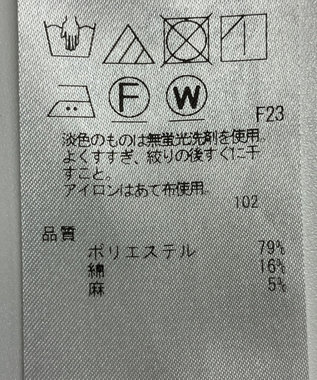 F W
F23
淡色のものは無蛍光洗剤を使用
よくすすぎ、絞りの後すぐに干
すこと。
アイロンはあて布使用。
102
品質
ポリエステル 79%
綿 16%
麻 5%